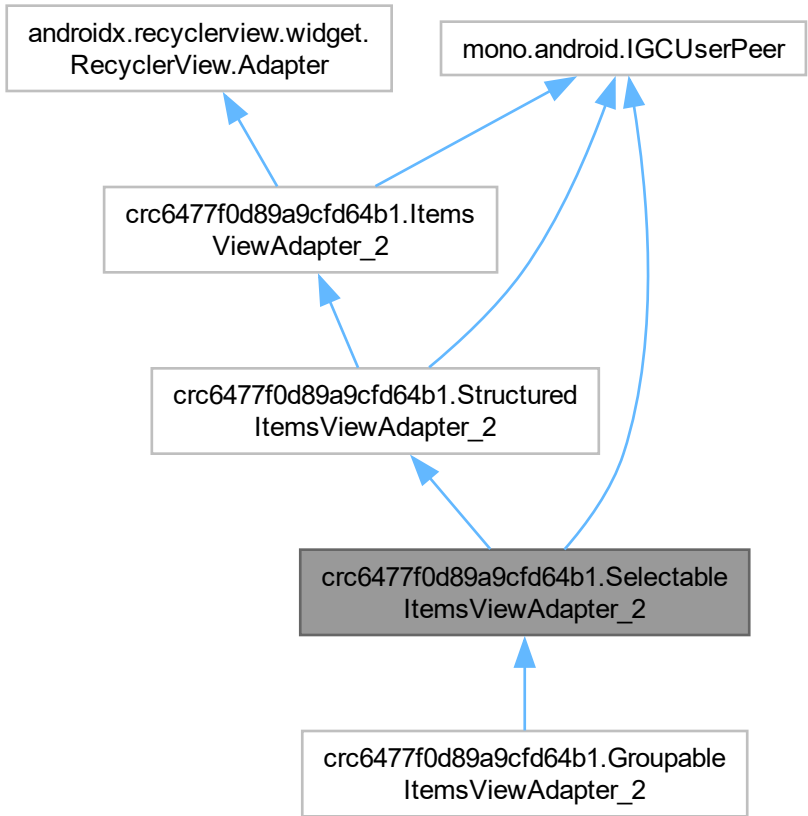 androidx.recyclerview.widget.
RecyclerView.Adapter
mono.android.IGCUserPeer
crc6477f0d89a9cfd64b1.Items
ViewAdapter_2
crc6477f0d89a9cfd64b1.Structured
ItemsViewAdapter_2
crc6477f0d89a9cfd64b1.Selectable
ItemsViewAdapter_2
crc6477f0d89a9cfd64b1.Groupable
ItemsViewAdapter_2